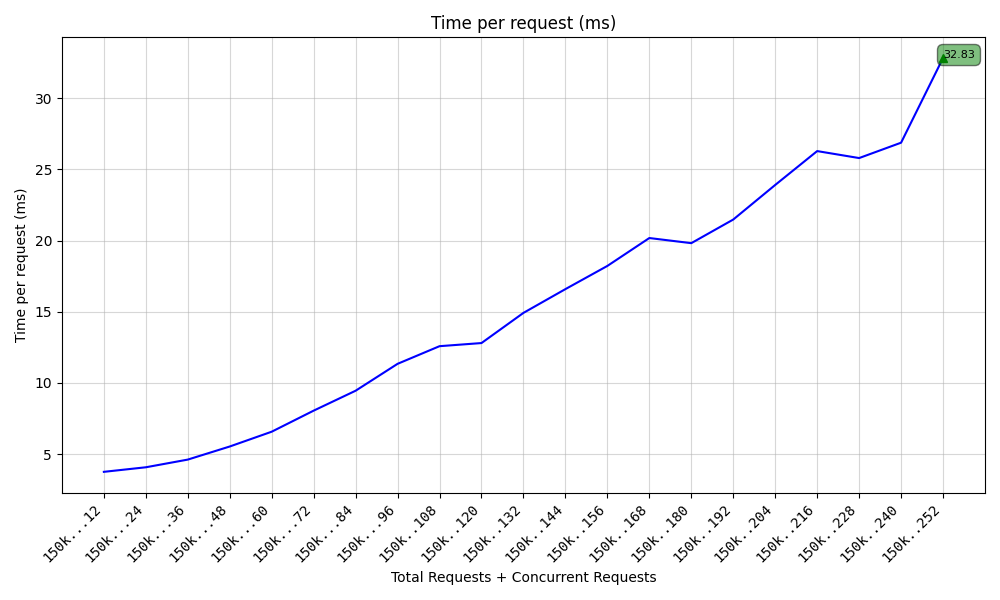 Time per request (ms)
32.83
Time per request (ms)
30
25
20
15
10
5
150k...12
150k...24
150k...36
150k...48
150k...60
150k...72
150k...84
150k...96
150k..108
150k..120
150k..132
150k..144
150k..156
150k..168
150k..180
150k..192
150k..204
150k..216
150k..228
150k..240
150k..252
Total Requests + Concurrent Requests